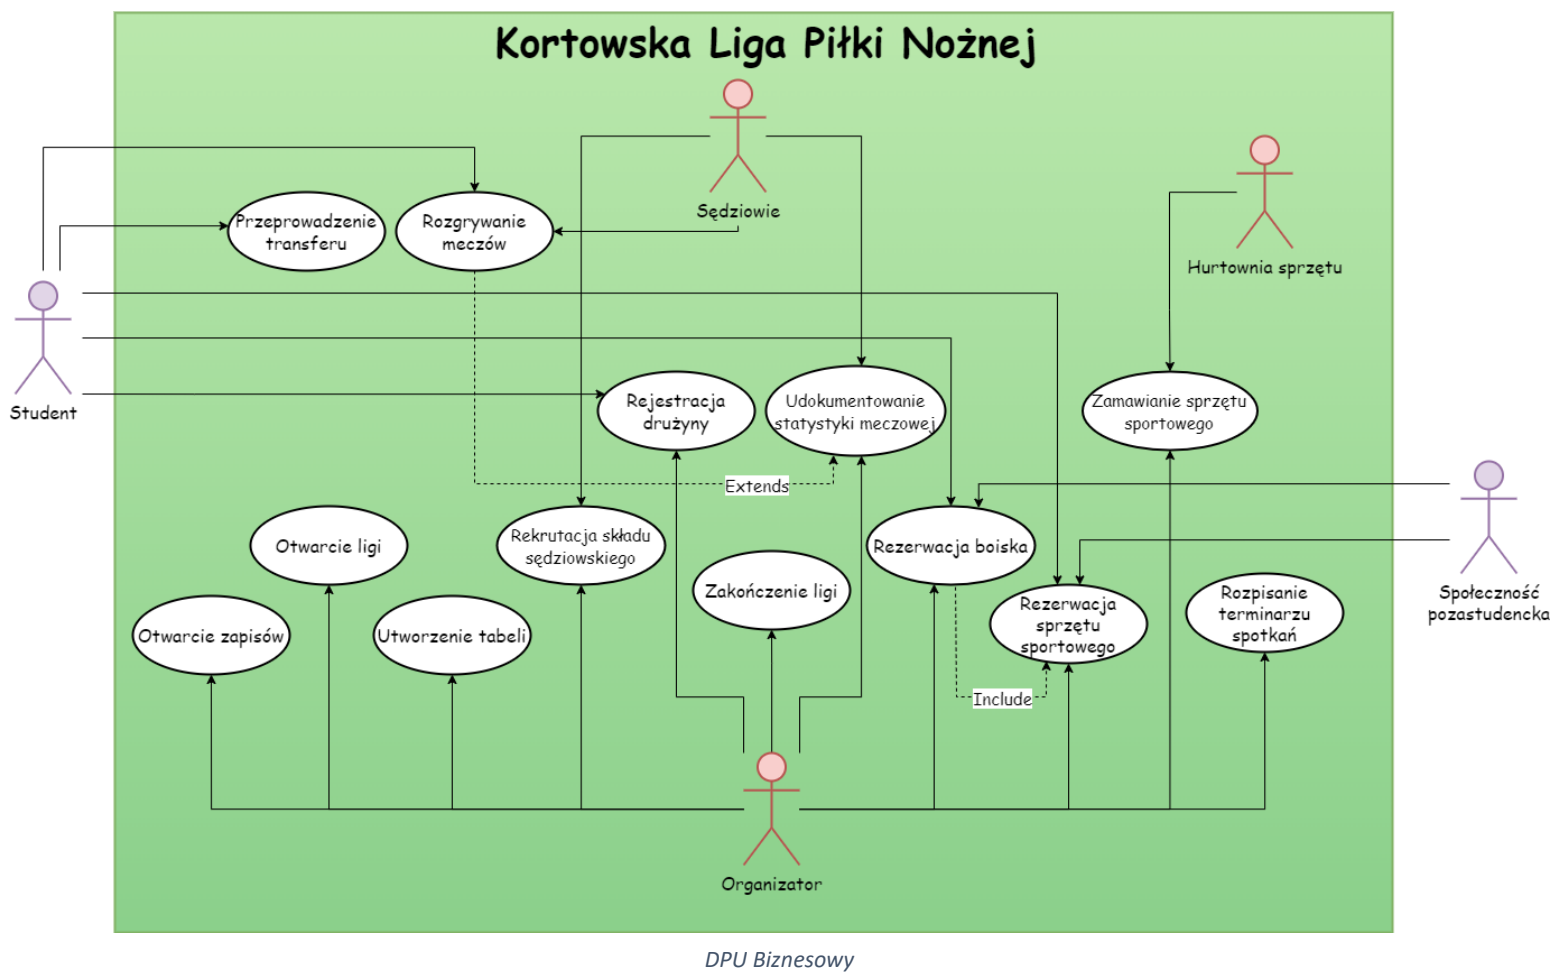 Kortowska Liga Piłki Nożnej
Sędziowie
Przeprowadzenie
transferu
Rozgrywanie
meczów
Hurtownia sprzętu
Student
Rejestracja
drużyny
Udokumentowanie
statystyki meczowej
Zamawianie sprzętu
sportowego
Extends
Otwarcie ligi
Rekrutacja składu
sędziowskiego
Rezerwacja boiska
Zakończenie ligi
Społeczność
pozastudencka
Otwarcie zapisów
Utworzenie tabeli
Rezerwacja
sprzętu
sportowego
Rozpisanie
terminarzu
spotkań
Include
Organizator
DPU Biznesowy